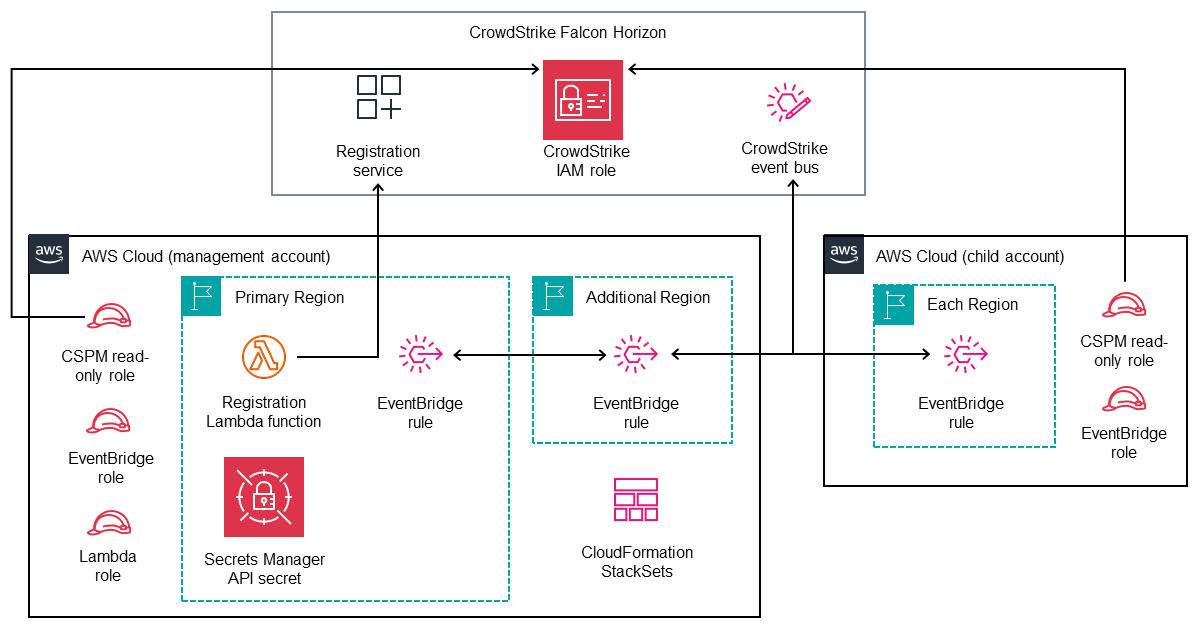 CrowdStrike Falcon Horizon
Registration
service
CrowdStrike
IAM role
CrowdStrike
event bus
aws
AWS Cloud (management account)
Primary Region
Additional Region
CSPM read-
only role
EventBridge
role
Lambda
role
Registration
Lambda function
EventBridge
rule
Secrets Manager
API secret
EventBridge
rule
CloudFormation
StackSets
aws
AWS Cloud (child account)
Each Region
EventBridge
rule
CSPM read-
only role
EventBridge
role